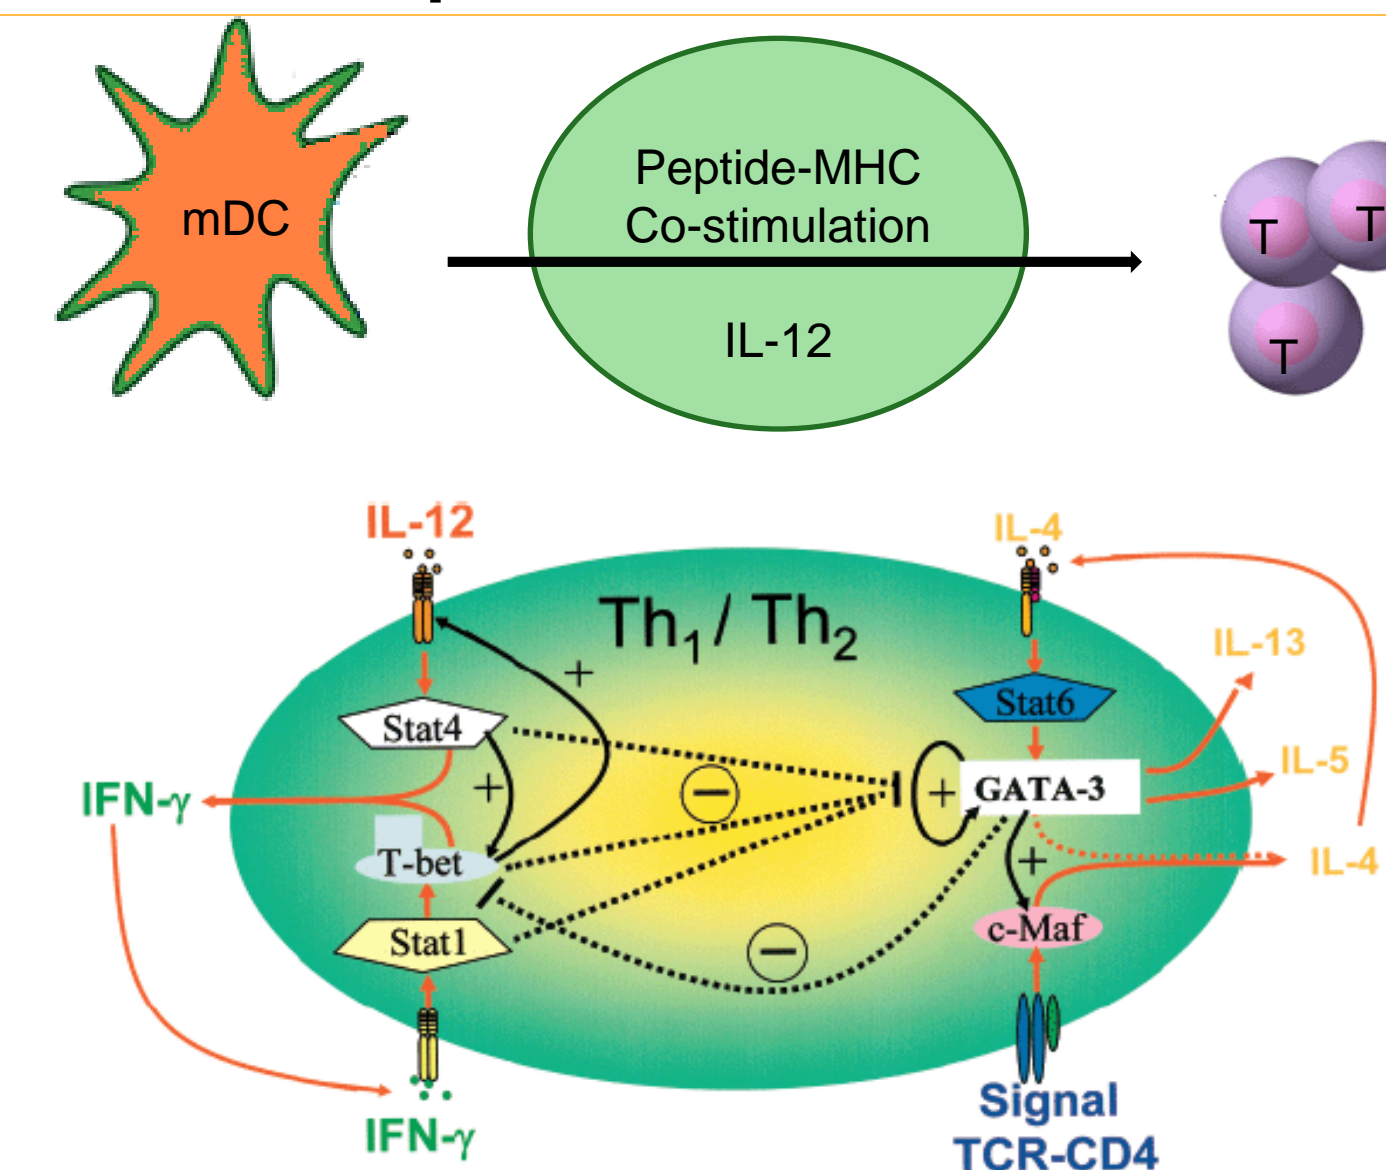 mDC
Peptide-MHC
Co-stimulation
IL-12
T
T
T
IL-12
IL-4
Th1 / Th2
IL-13
+
Stat4
Stat6
IL-5
IFN-γ
+
−
+
GATA-3
T-bet
+
IL-4
c-Maf
Stat1
−
Signal
TCR-CD4
IFN-γ